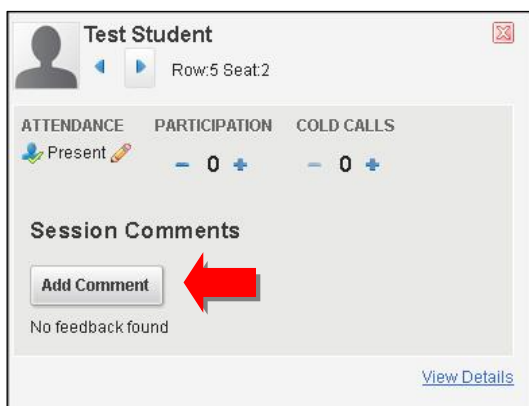 Test Student
Row:5 Seat:2
ATTENDANCE PARTICIPATION COLD CALLS
Present - 0 + - 0 +
Session Comments
Add Comment
No feedback found
View Details